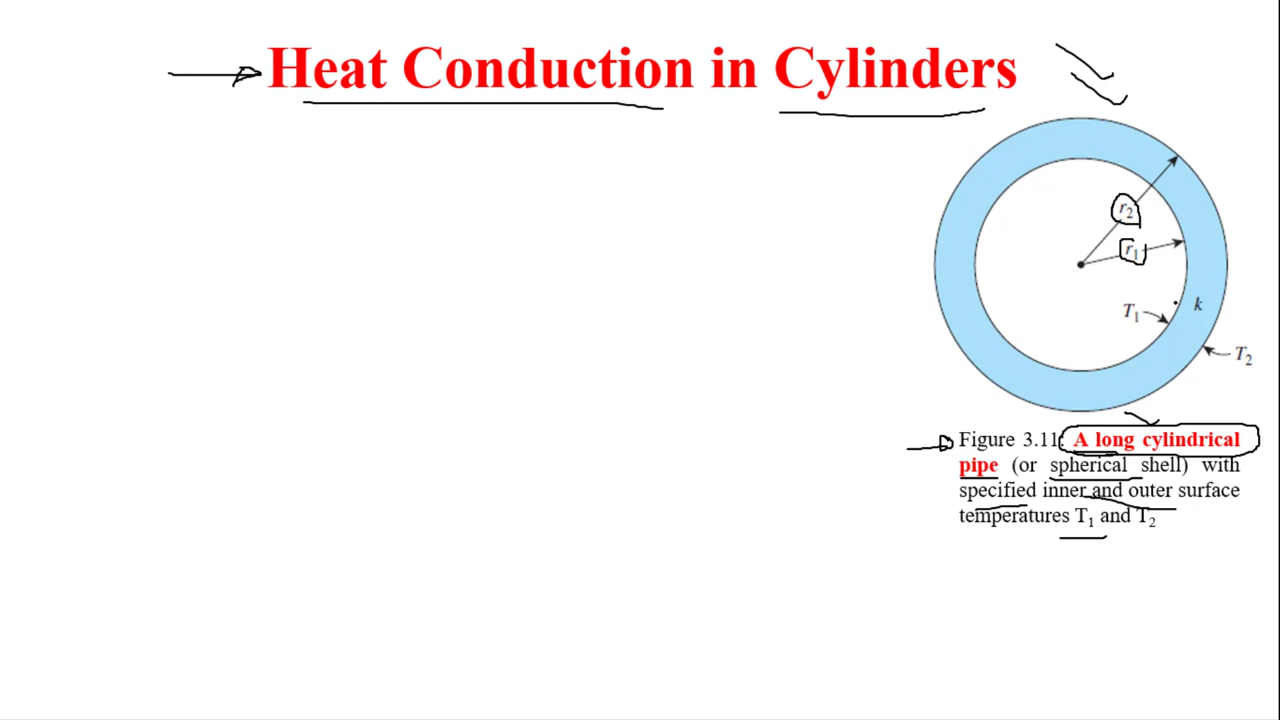 Heat Conduction in Cylinders
r2
r1
T1
k
T2
Figure 3.11: A long cylindrical
pipe (or spherical shell) with
specified inner and outer surface
temperatures T1 and T2